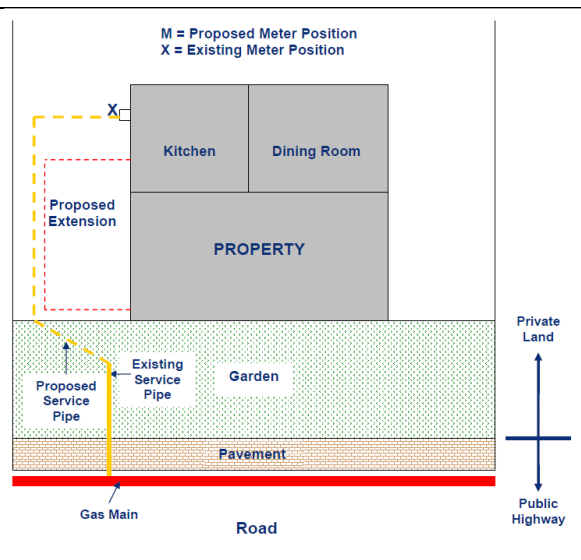 M = Proposed Meter Position
X = Existing Meter Position
X
Kitchen
Dining Room
Proposed
Extension
PROPERTY
Private
Land
Existing
Service
Pipe
Garden
Proposed
Service
Pipe
Pavement
Gas Main
Road
Public
Highway